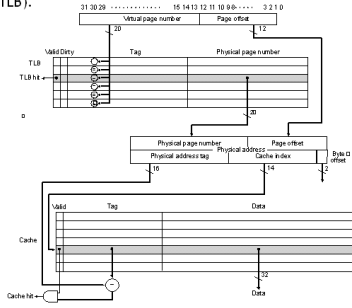 TLB).
31 30 29 · · · · · · · · · · · 15 14 13 12 11 10 9 8 · · · · · 3 2 1 0
Virtual page number Page offset
20 12
Valid Dirty Tag Physical page number
TLB
TLB hit
20
Physical page number Page offset
Physical address
Physical address tag Cache index
Byte offset
16 14 2
Valid Tag Data
Cache
32
Data
Cache hit